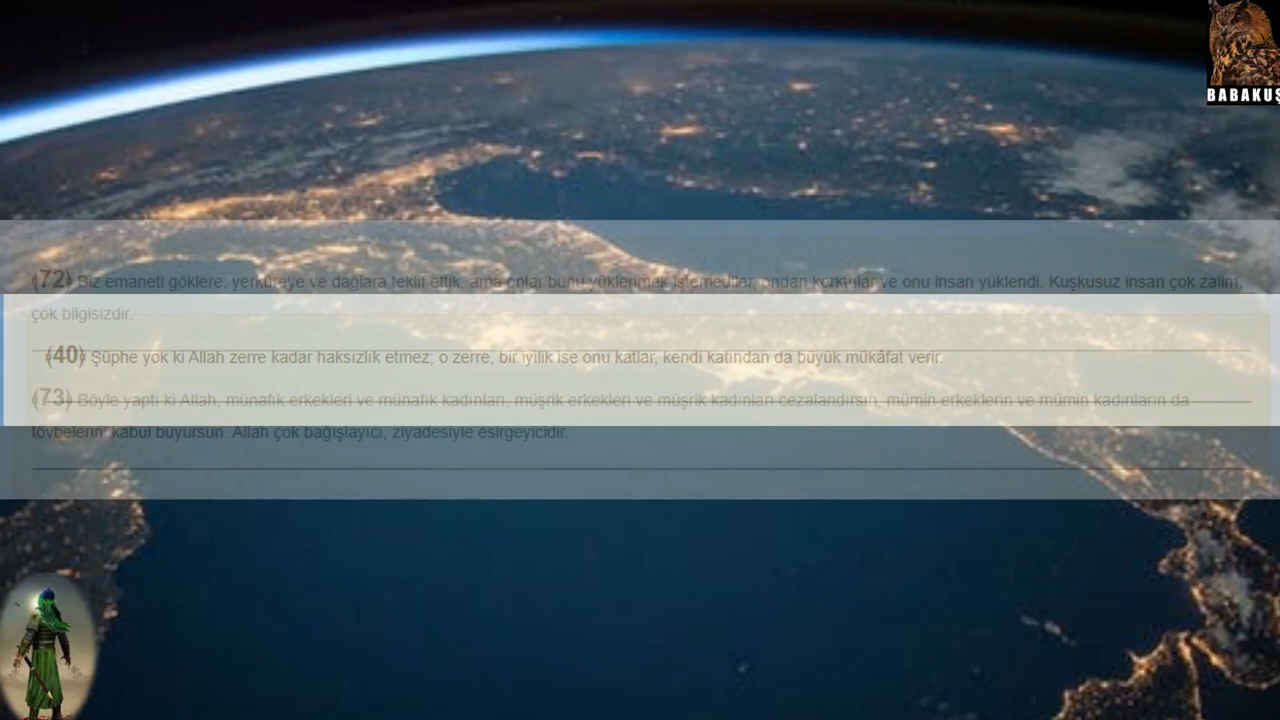 BABAKUŞ
(72) Biz emaneti göklere, yerküreye ve dağlara teklif ettik, ama onlar bunu yüklenmek istemediler, ondan korktular ve onu insan yüklendi. Kuşkusuz insan çok zalim,
çok bilgisizdir.
(40) Şüphe yok ki Allah zerre kadar haksızlık etmez; o zerre, bir iyilik ise onu katlar, kendi katından da büyük mükâfat verir.
(73) Böyle yaptı ki Allah, münafık erkekleri ve münafık kadınları, müşrik erkekleri ve müşrik kadınları cezalandırsın, mümin erkeklerin ve mümin kadınların da
tövbelerini kabul buyursun. Allah çok bağışlayıcı, ziyadesiyle esirgeyicidir.